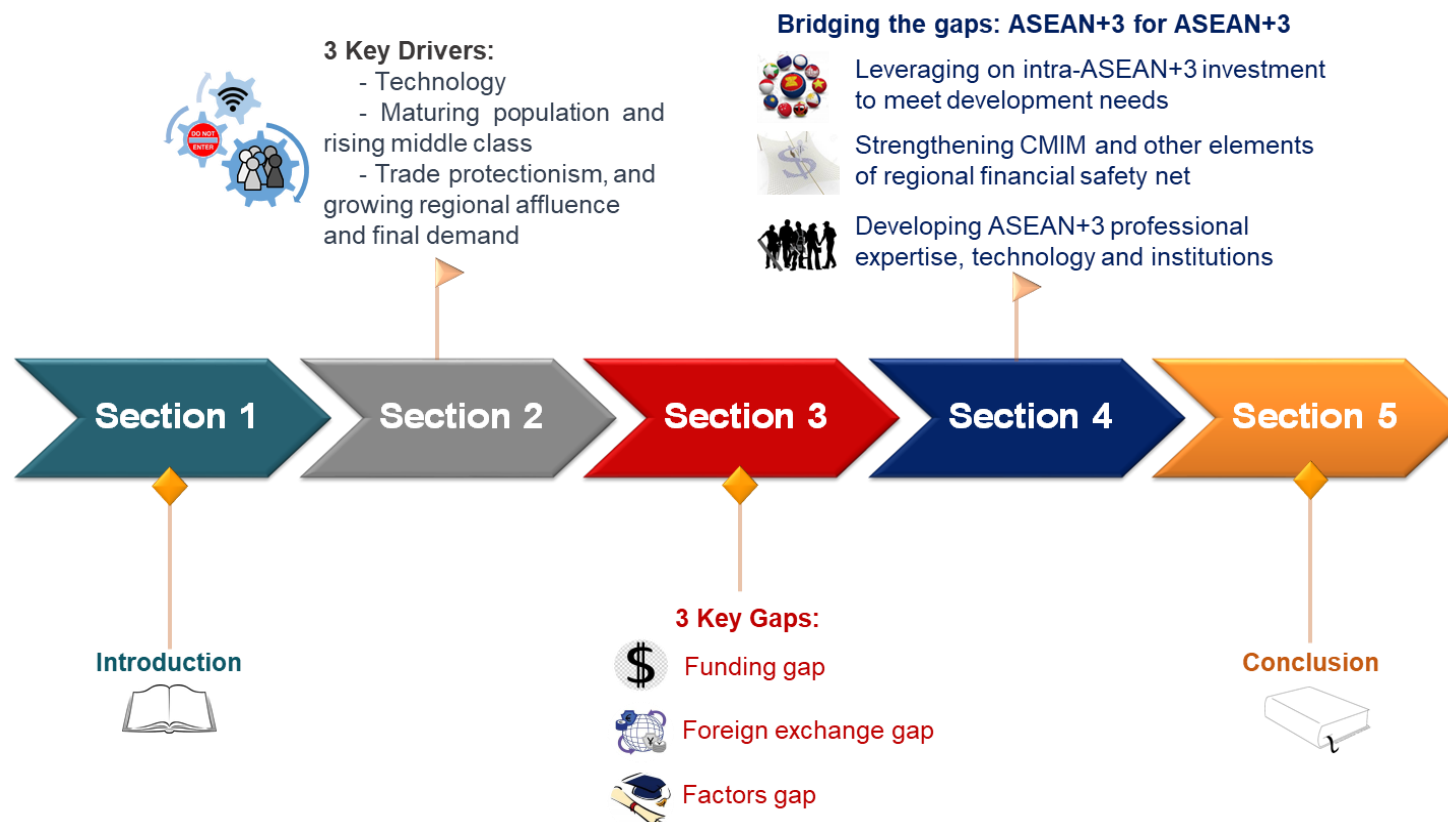 3 Key Drivers:
- Technology
- Maturing population and
rising middle class
- Trade protectionism, and
growing regional affluence
and final demand
DO NOT
ENTER
Bridging the gaps: ASEAN+3 for ASEAN+3
Leveraging on intra-ASEAN+3 investment
to meet development needs
$
Strengthening CMIM and other elements
of regional financial safety net
Developing ASEAN+3 professional
expertise, technology and institutions
Section 1
Section 2
Section 3
Section 4
Section 5
Introduction
3 Key Gaps:
$
Funding gap
Foreign exchange gap
Factors gap
Conclusion